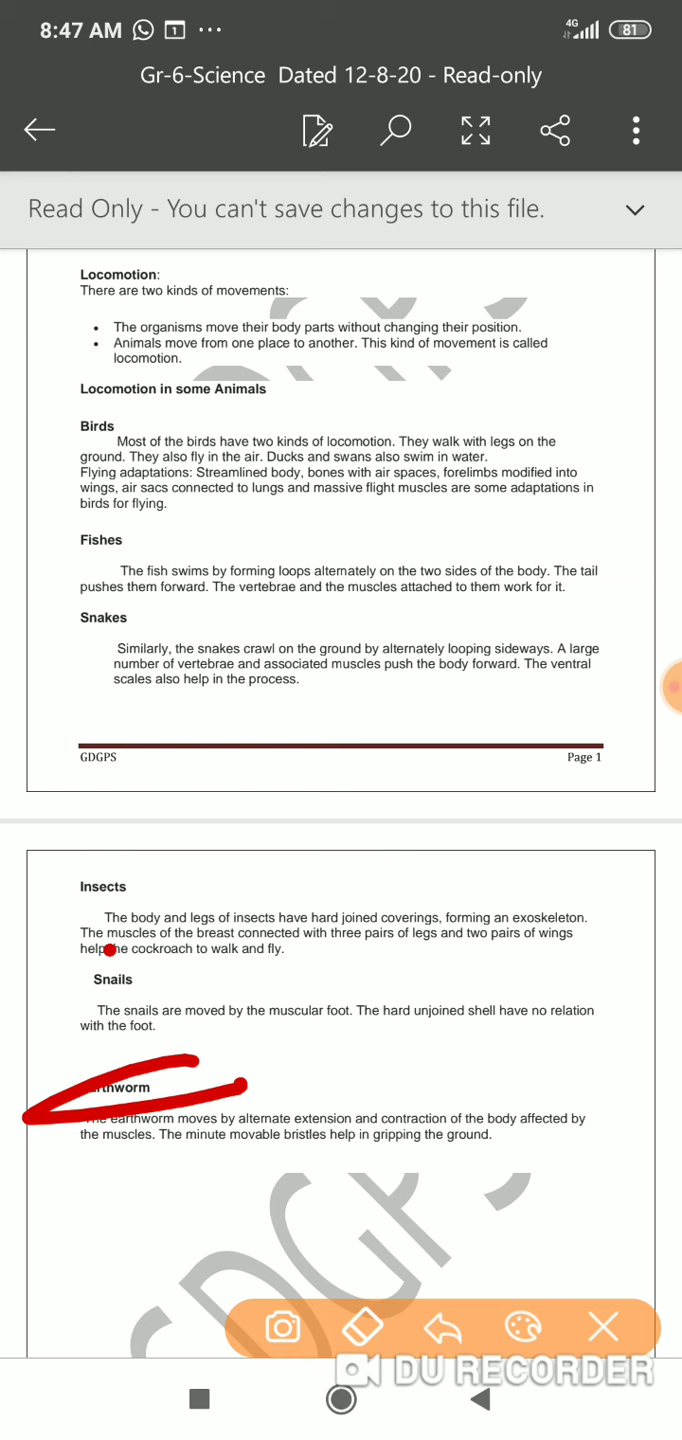 8:47 AM
4G
81
Gr-6-Science Dated 12-8-20 - Read-only
Read Only - You can't save changes to this file.
Locomotion:
There are two kinds of movements:
• The organisms move their body parts without changing their position.
• Animals move from one place to another. This kind of movement is called
locomotion.
Locomotion in some Animals
Birds
Most of the birds have two kinds of locomotion. They walk with legs on the
ground. They also fly in the air. Ducks and swans also swim in water.
Flying adaptations: Streamlined body, bones with air spaces, forelimbs modified into
wings, air sacs connected to lungs and massive flight muscles are some adaptations in
birds for flying.
Fishes
The fish swims by forming loops alternately on the two sides of the body. The tail
pushes them forward. The vertebrae and the muscles attached to them work for it.
Snakes
Similarly, the snakes crawl on the ground by alternately looping sideways. A large
number of vertebrae and associated muscles push the body forward. The ventral
scales also help in the process.
GDGPS Page 1
Insects
The body and legs of insects have hard joined coverings, forming an exoskeleton.
The muscles of the breast connected with three pairs of legs and two pairs of wings
help the cockroach to walk and fly.
Snails
The snails are moved by the muscular foot. The hard unjoined shell have no relation
with the foot.
Earthworm
The earthworm moves by alternate extension and contraction of the body affected by
the muscles. The minute movable bristles help in gripping the ground.
GDGPS
DU RECORDER